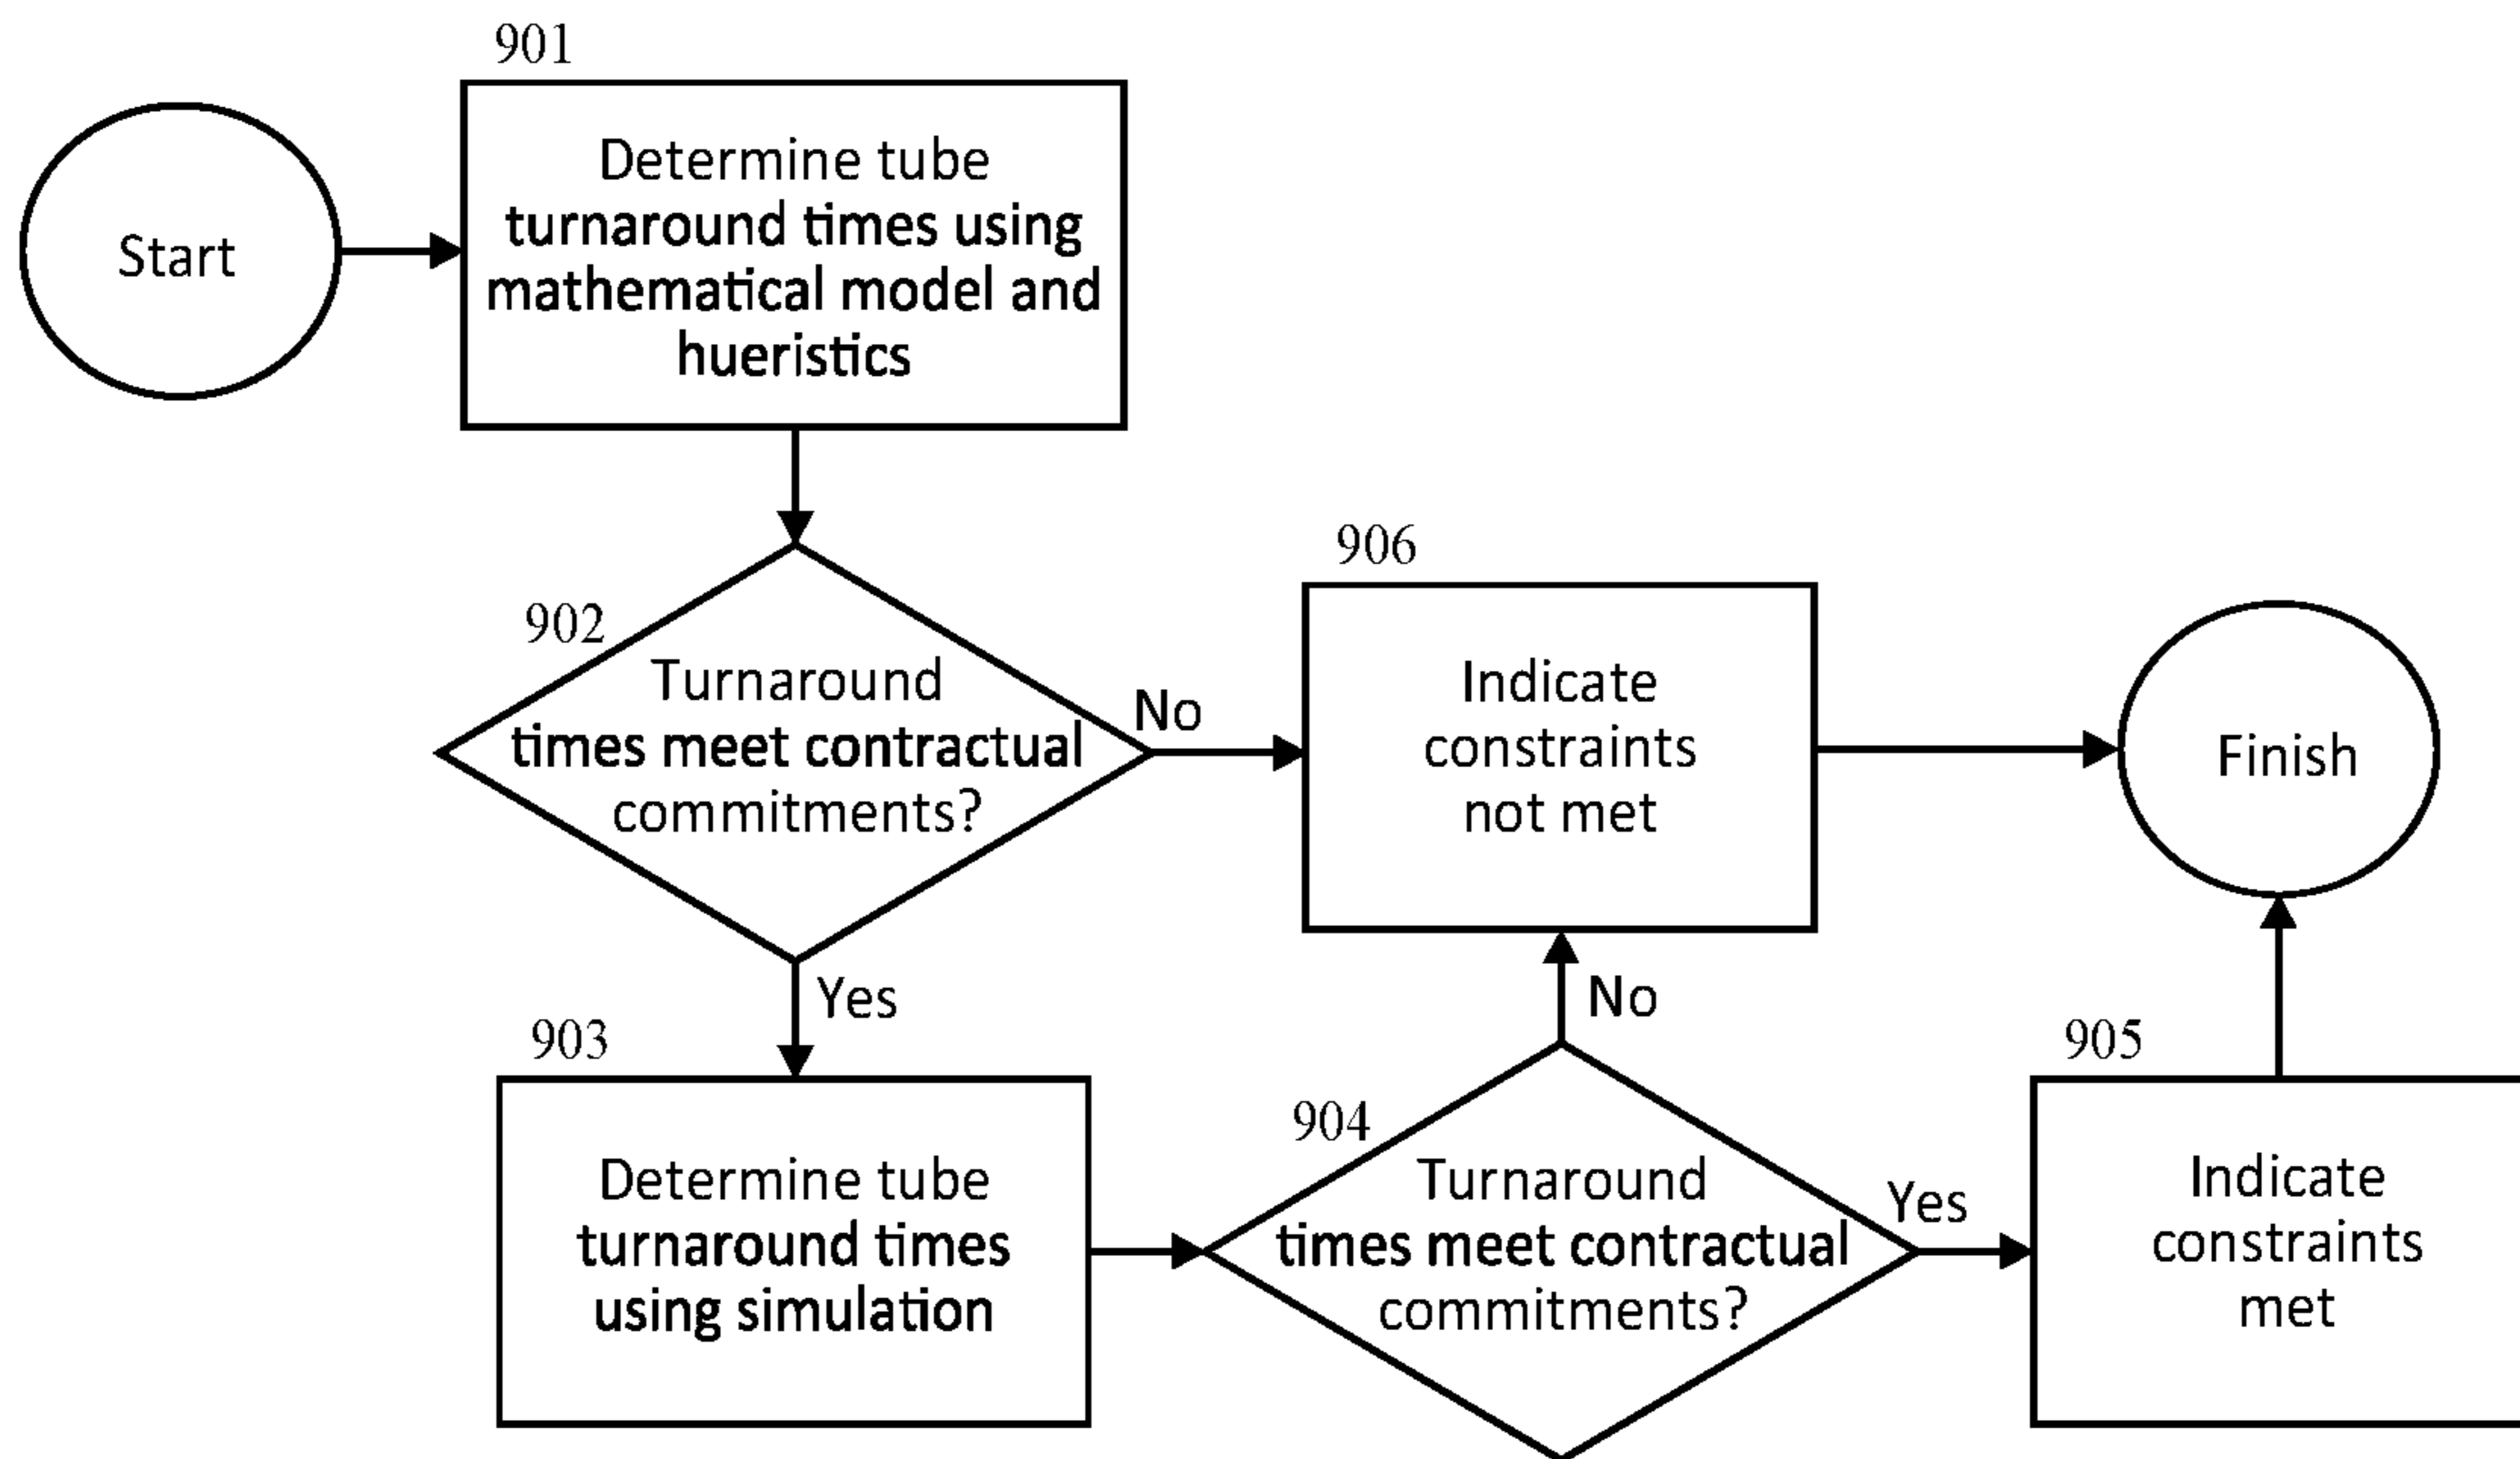 901
Start
Determine tube
turnaround times using
mathematical model and
hueristics
902
Turnaround
times meet contractual
commitments?
No
906
Indicate
constraints
not met
Finish
Yes
903
Determine tube
turnaround times
using simulation
No
904
Turnaround
times meet contractual
commitments?
Yes
905
Indicate
constraints
met